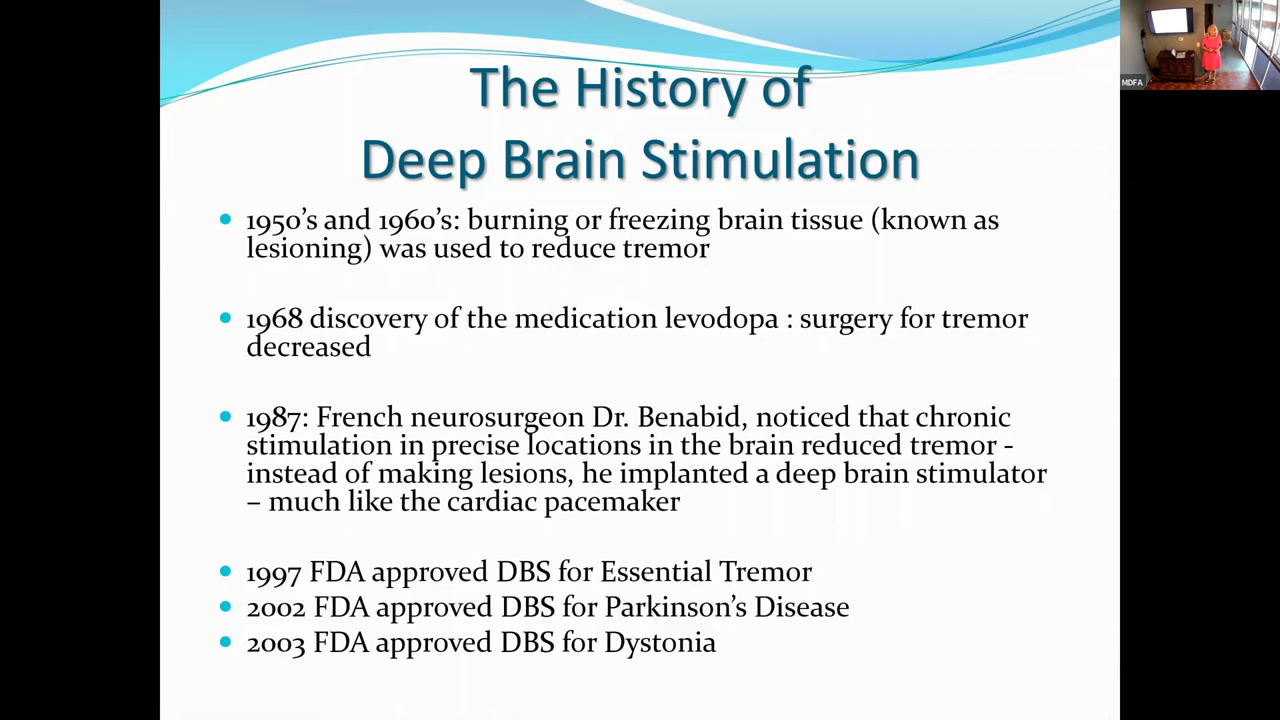 The History of
Deep Brain Stimulation
• 1950's and 1960's: burning or freezing brain tissue (known as
lesioning) was used to reduce tremor
• 1968 discovery of the medication levodopa : surgery for tremor
decreased
• 1987: French neurosurgeon Dr. Benabid, noticed that chronic
stimulation in precise locations in the brain reduced tremor -
instead of making lesions, he implanted a deep brain stimulator
– much like the cardiac pacemaker
• 1997 FDA approved DBS for Essential Tremor
• 2002 FDA approved DBS for Parkinson's Disease
• 2003 FDA approved DBS for Dystonia
MDFA